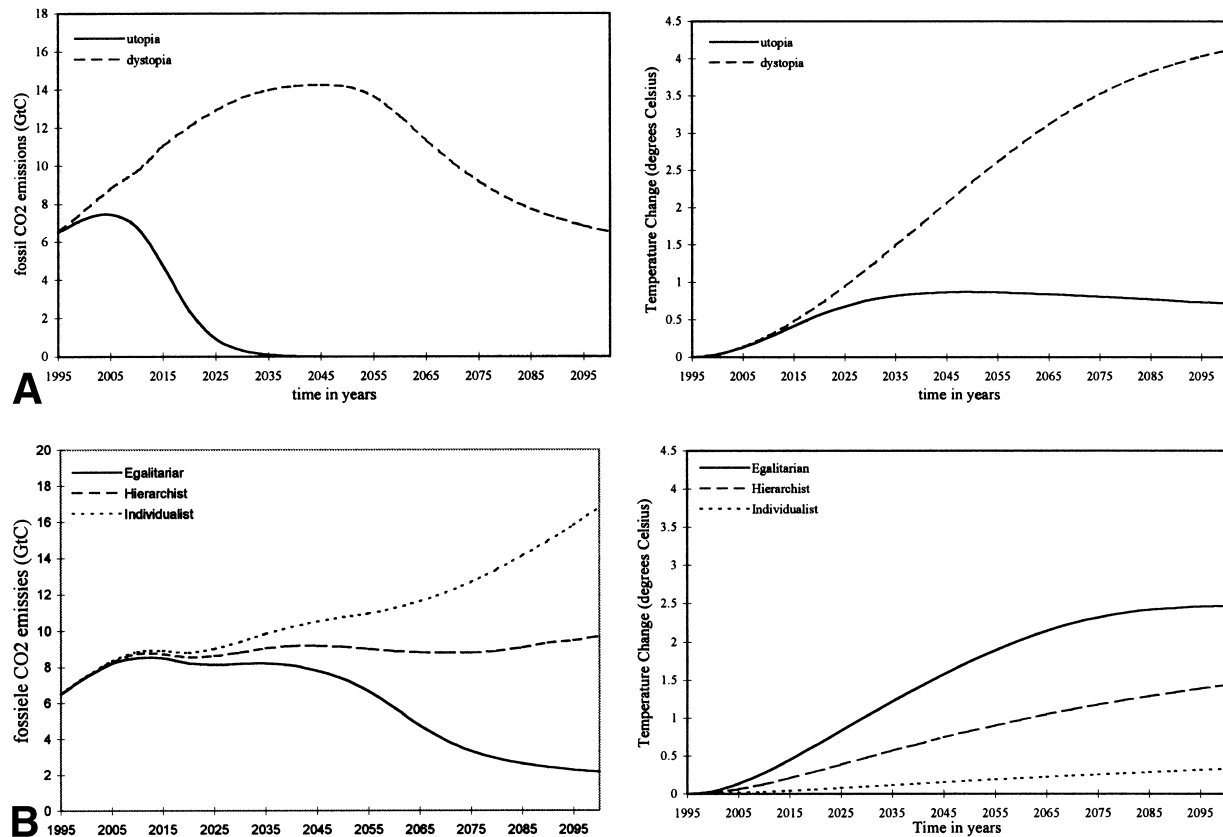 18
16
14
12
10
8
6
4
2
0
fossil CO2 emissions (GtC)
utopia
dystopia
1995 2005 2015 2025 2035 2045 2055 2065 2075 2085 2095
time in years
A
4.5
4
3.5
3
2.5
2
1.5
1
0.5
0
Temperature Change (degrees Celsius)
utopia
dystopia
1995 2005 2015 2025 2035 2045 2055 2065 2075 2085 2095
time in years
20
18
16
14
12
10
8
6
4
2
0
fossiele CO2 emissies (GtC)
Egalitariar
Hierarchist
Individualist
1995 2005 2015 2025 2035 2045 2055 2065 2075 2085 2095
B
4.5
4
3.5
3
2.5
2
1.5
1
0.5
0
Temperature Change (degrees Celsius)
Egalitarian
Hierarchist
Individualist
1995 2005 2015 2025 2035 2045 2055 2065 2075 2085 2095
Time in years